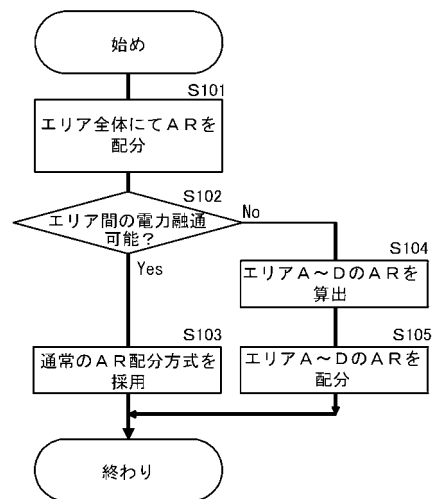 始め
S101
エリア全体にてARを
配分
S102
エリア間の電力融通
可能?
No
Yes
S104
エリアA~DのARを
算出
S103
通常のAR配分方式を
採用
S105
エリアA~DのARを
配分
終わり